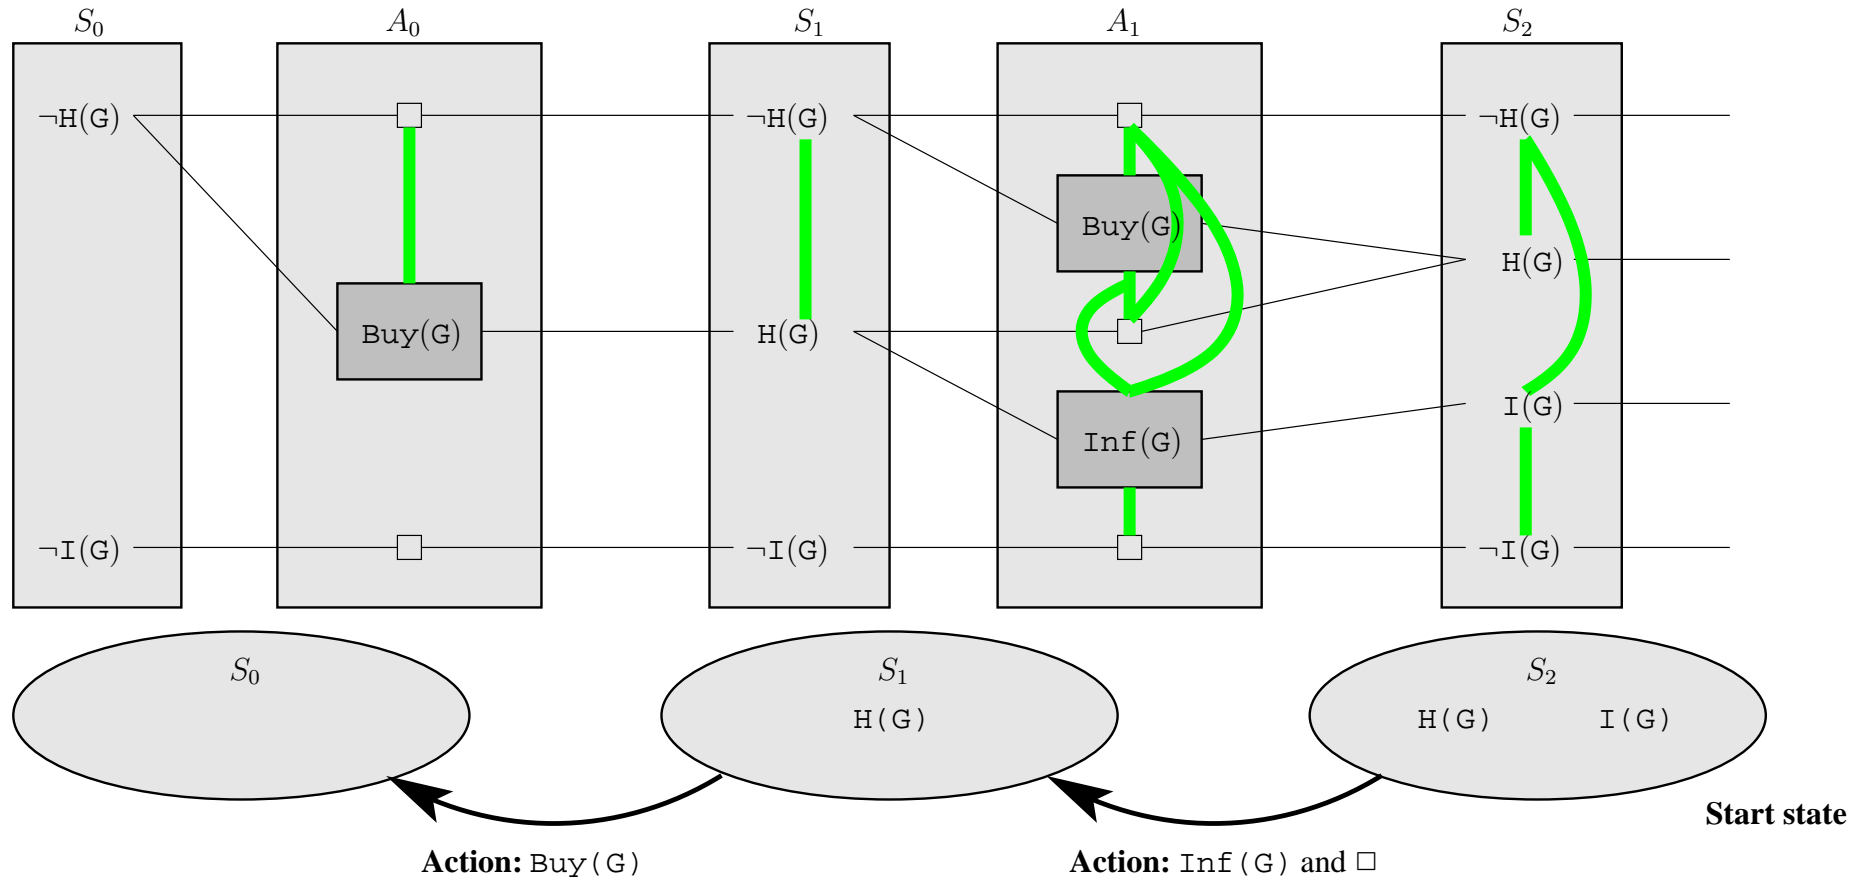 S₀ A₀ S₁ A₁ S₂
¬H(G) ¬H(G) ¬H(G)
Buy(G) H(G)
Buy(G) H(G)
I(G)
Inf(G)
¬I(G) ¬I(G) ¬I(G)
S₀ S₁ S₂
H(G) H(G) I(G)
Start state
Action: Buy(G) Action: Inf(G) and □